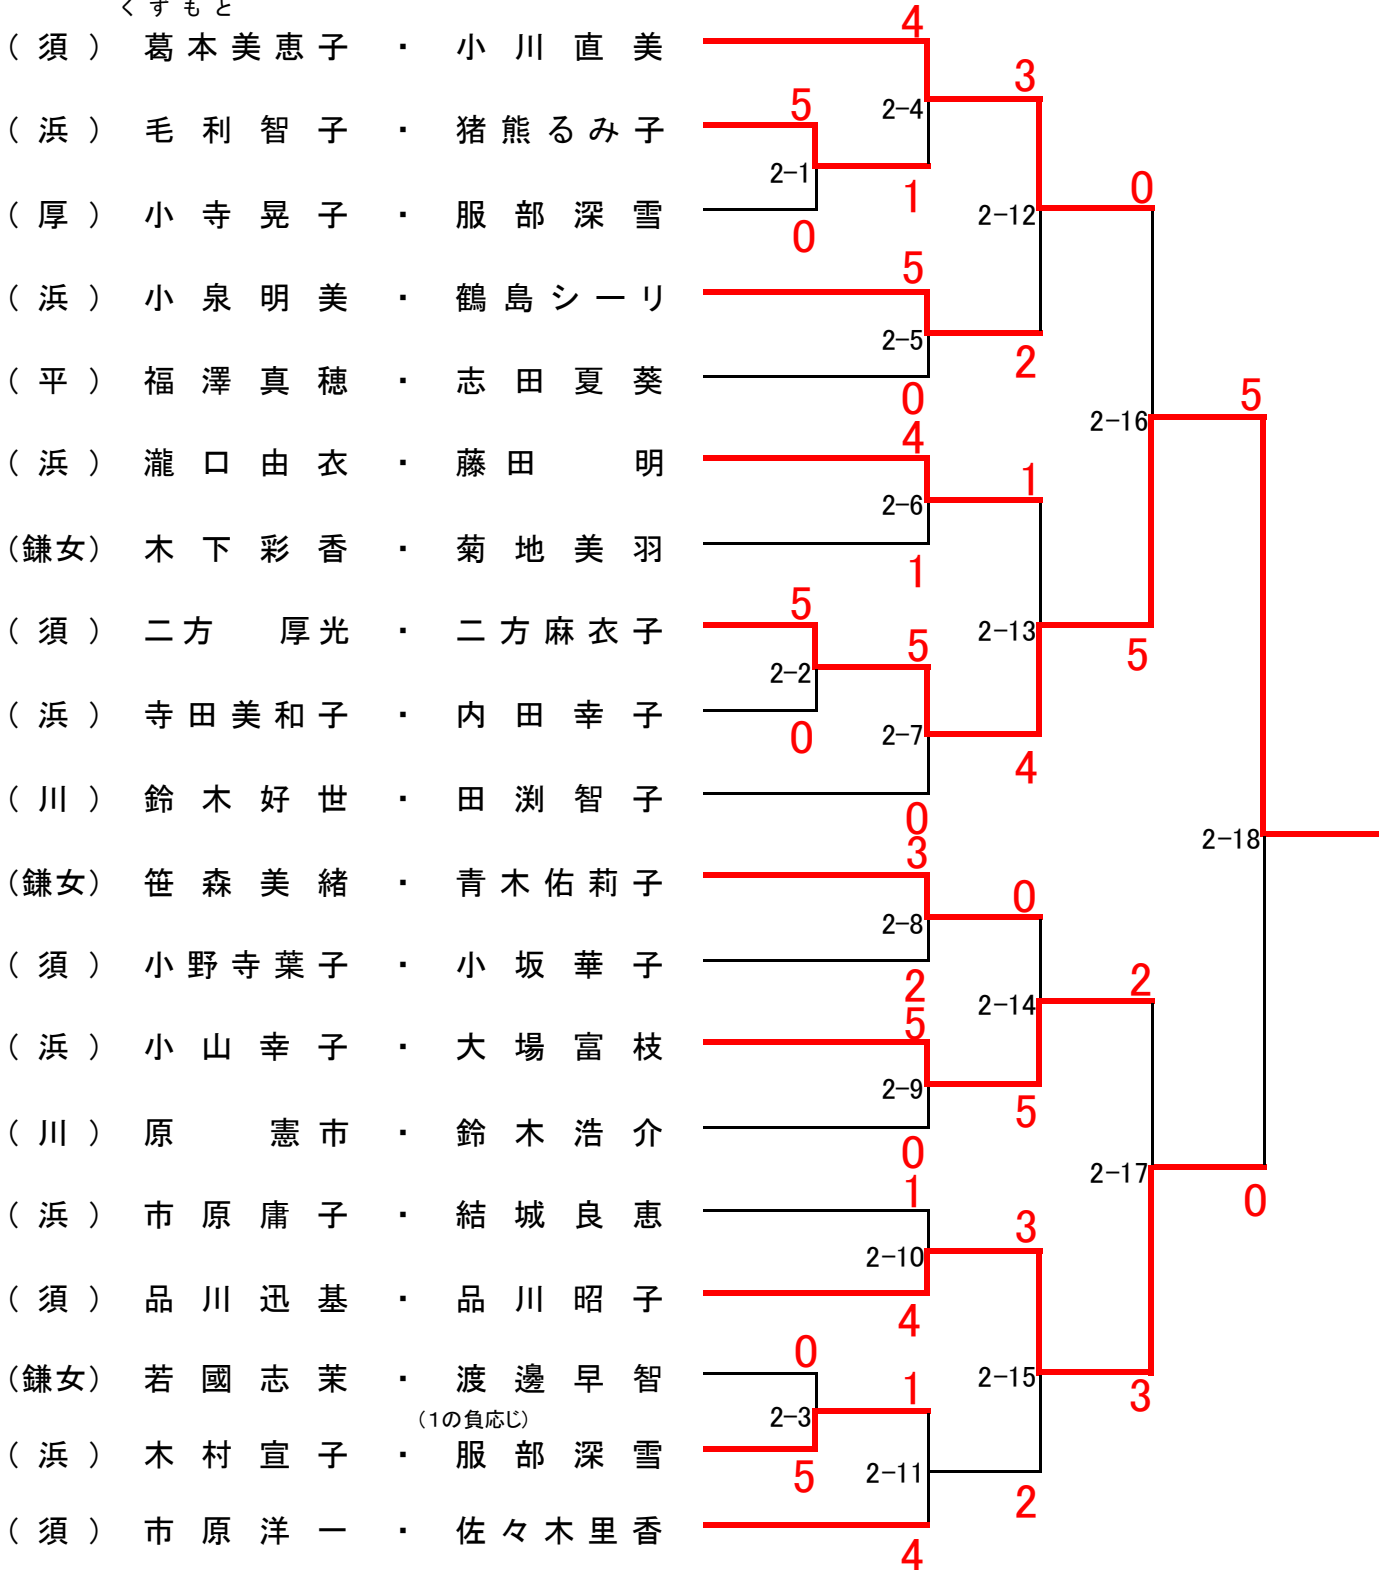 くずもと
(須) 葛本美恵子 ・ 小川直美
(浜) 毛利智子 ・ 猪熊るみ子
(厚) 小寺晃子 ・ 服部深雪
(浜) 小泉明美 ・ 鶴島シーリ
(平) 福澤真穂 ・ 志田夏葵
(浜) 瀧口由衣 ・ 藤田 明
(鎌女) 木下彩香 ・ 菊地美羽
(須) 二方 厚光 ・ 二方麻衣子
(浜) 寺田美和子 ・ 内田幸子
(川) 鈴木好世 ・ 田渕智子
(鎌女) 笹森美緒 ・ 青木佑莉子
(須) 小野寺葉子 ・ 小坂華子
(浜) 小山幸子 ・ 大場富枝
(川) 原 憲市 ・ 鈴木浩介
(浜) 市原庸子 ・ 結城良恵
(須) 品川迅基 ・ 品川昭子
(鎌女) 若國志茉 ・ 渡邊早智
(1の負応じ)
(浜) 木村宣子 ・ 服部深雪
(須) 市原洋一 ・ 佐々木里香
5
2-1
0
5
2-2
0
0
2-3
5
4
2-4
1
5
2-5
0
4
2-6
1
5
2-7
0
3
2-8
2
5
2-9
0
1
2-10
4
1
2-11
4
3
2-12
2
1
2-13
4
0
2-14
5
3
2-15
2
0
2-16
5
2
2-17
3
5
2-18
0